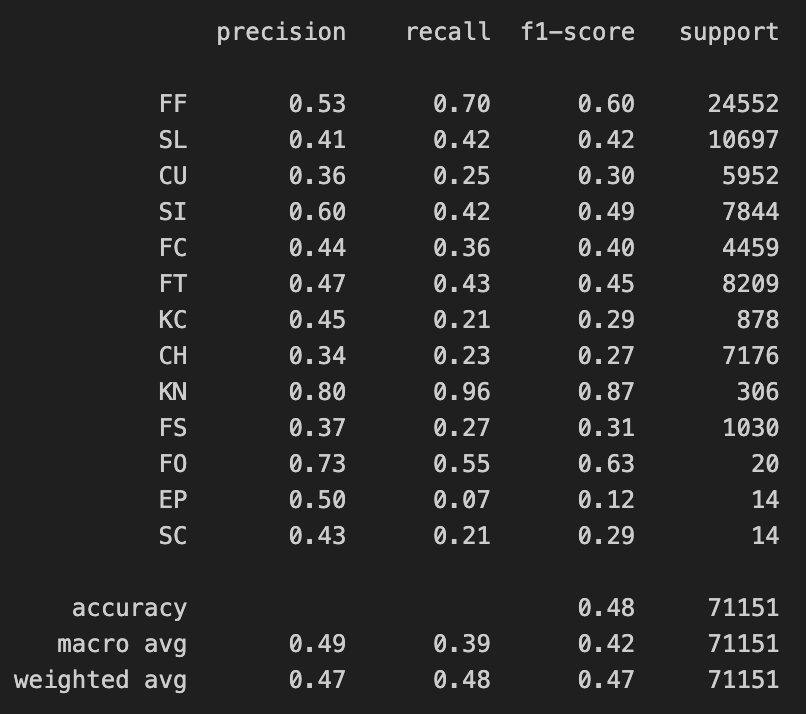 precision recall f1-score support
FF 0.53 0.70 0.60 24552
SL 0.41 0.42 0.42 10697
CU 0.36 0.25 0.30 5952
SI 0.60 0.42 0.49 7844
FC 0.44 0.36 0.40 4459
FT 0.47 0.43 0.45 8209
KC 0.45 0.21 0.29 878
CH 0.34 0.23 0.27 7176
KN 0.80 0.96 0.87 306
FS 0.37 0.27 0.31 1030
FO 0.73 0.55 0.63 20
EP 0.50 0.07 0.12 14
SC 0.43 0.21 0.29 14
accuracy 0.48 71151
macro avg 0.49 0.39 0.42 71151
weighted avg 0.47 0.48 0.47 71151